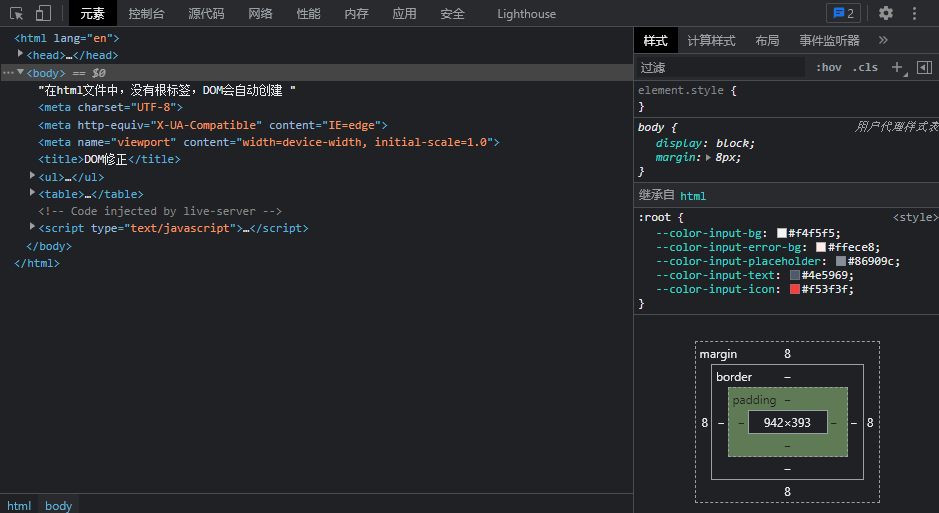 元素 控制台 源代码 网络 性能 内存 应用 安全 Lighthouse 2
<html lang="en">
<head>…</head>
<body> == $0
"在html文件中，没有根标签，DOM会自动创建 "
<meta charset="UTF-8">
<meta http-equiv="X-UA-Compatible" content="IE=edge">
<meta name="viewport" content="width=device-width, initial-scale=1.0">
<title>DOM修正</title>
<ul>…</ul>
<table>…</table>
<!-- Code injected by live-server -->
<script type="text/javascript">…</script>
</body>
</html>
html body
样式 计算样式 布局 事件监听器 »
过滤 :hov .cls
element.style {
}
body { 用户代理样式表
display: block;
margin: 8px;
}
继承自 html
:root { <style>
--color-input-bg: #f4f5f5;
--color-input-error-bg: #ffece8;
--color-input-placeholder: #86909c;
--color-input-text: #4e5969;
--color-input-icon: #f53f3f;
}
margin 8
border –
padding –
8 – – 942×393 – – 8
–
–
8